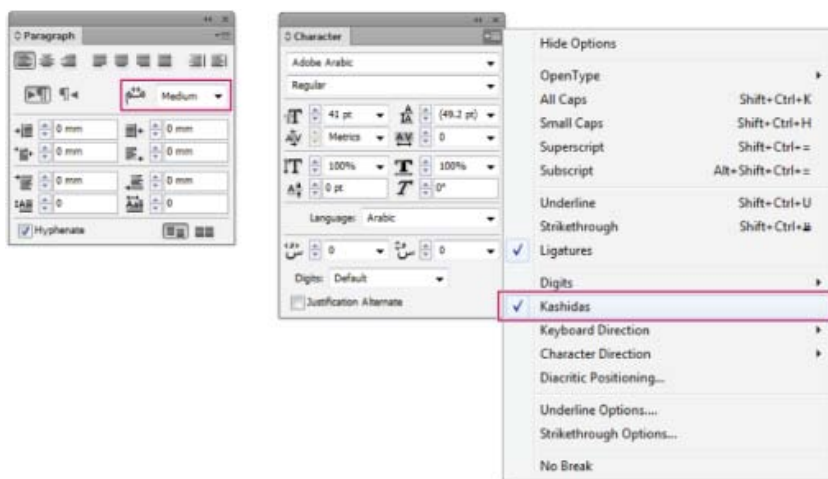 Paragraph
Medium
0 mm
0 mm
0 mm
0 mm
0 mm
0 mm
0
0
Hyphenate
Character
Adobe Arabic
Regular
41 pt
(49.2 pt)
Metrics
0
100%
100%
0 pt
0°
Language: Arabic
0
0
Digits: Default
Justification Alternate
Hide Options
OpenType
All Caps Shift+Ctrl+K
Small Caps Shift+Ctrl+H
Superscript Shift+Ctrl+=
Subscript Alt+Shift+Ctrl+=
Underline Shift+Ctrl+U
Strikethrough
Ligatures
Digits
Kashidas
Keyboard Direction
Character Direction
Diacritic Positioning...
Underline Options....
Strikethrough Options...
No Break